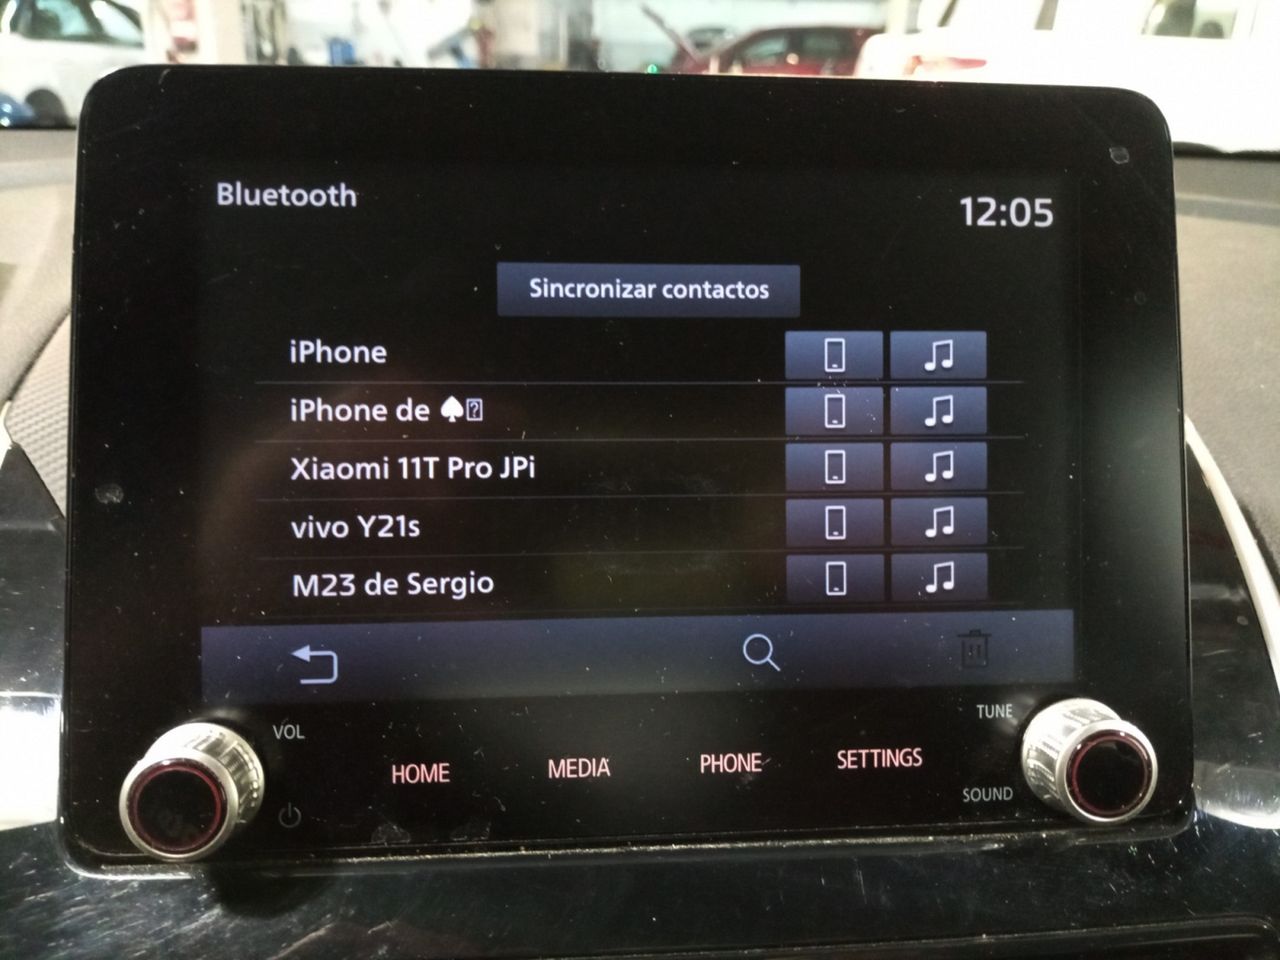 Bluetooth
12:05
Sincronizar contactos
iPhone
iPhone de ♠⍰
Xiaomi 11T Pro JPi
vivo Y21s
M23 de Sergio
VOL
TUNE
HOME
MEDIA
PHONE
SETTINGS
SOUND